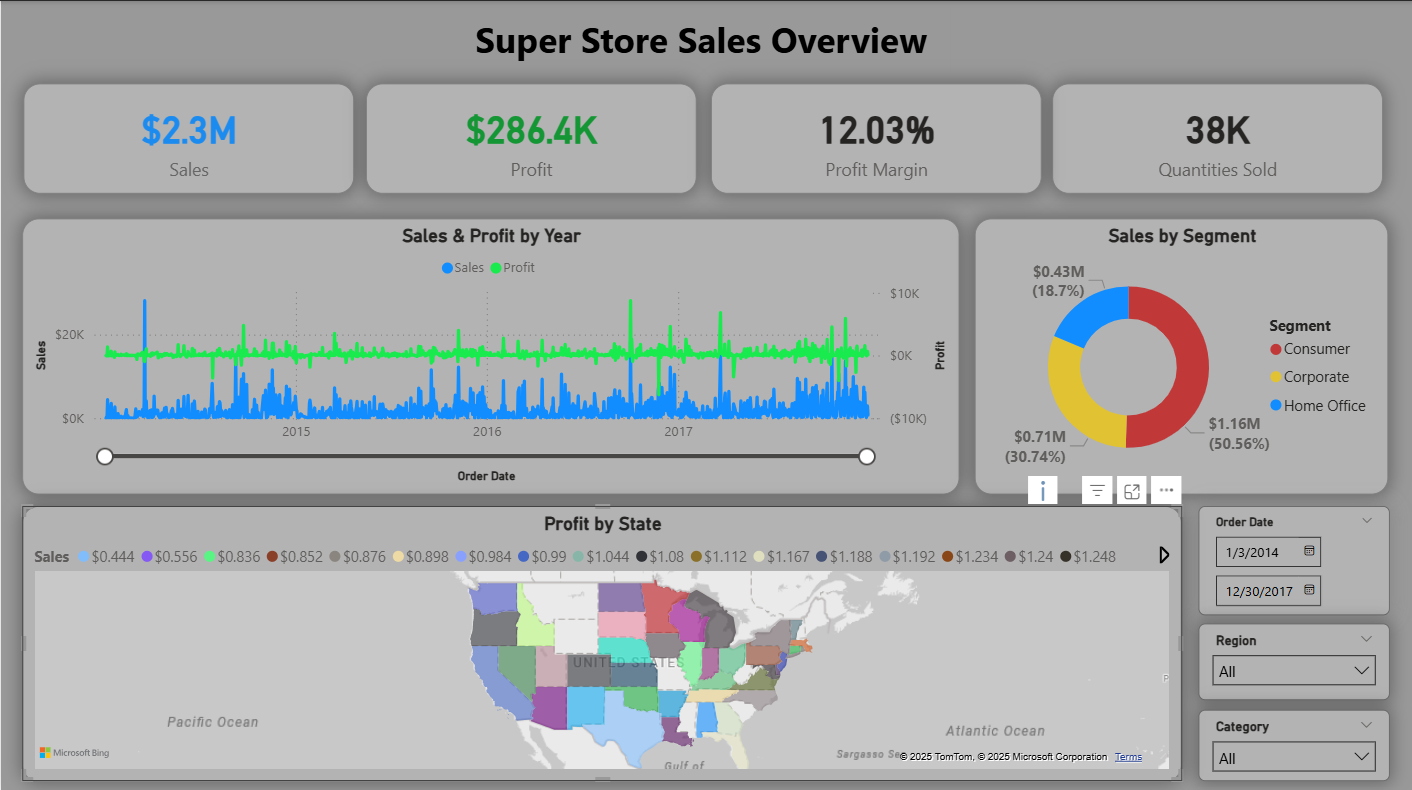 Super Store Sales Overview
$2.3M
Sales
$286.4K
Profit
12.03%
Profit Margin
38K
Quantities Sold
Sales & Profit by Year
Sales Profit
$20K
$0K
Sales
$10K
$0K
($10K)
Profit
2015 2016 2017
Order Date
Sales by Segment
$0.43M
(18.7%)
$0.71M
(30.74%)
$1.16M
(50.56%)
Segment
Consumer
Corporate
Home Office
Profit by State
Sales $0.444 $0.556 $0.836 $0.852 $0.876 $0.898 $0.984 $0.99 $1.044 $1.08 $1.112 $1.167 $1.188 $1.192 $1.234 $1.24 $1.248
UNITED STATES
Pacific Ocean
Atlantic Ocean
Sargasso Se
Gulf of
P
Microsoft Bing
© 2025 TomTom, © 2025 Microsoft Corporation Terms
Order Date
1/3/2014
12/30/2017
Region
All
Category
All